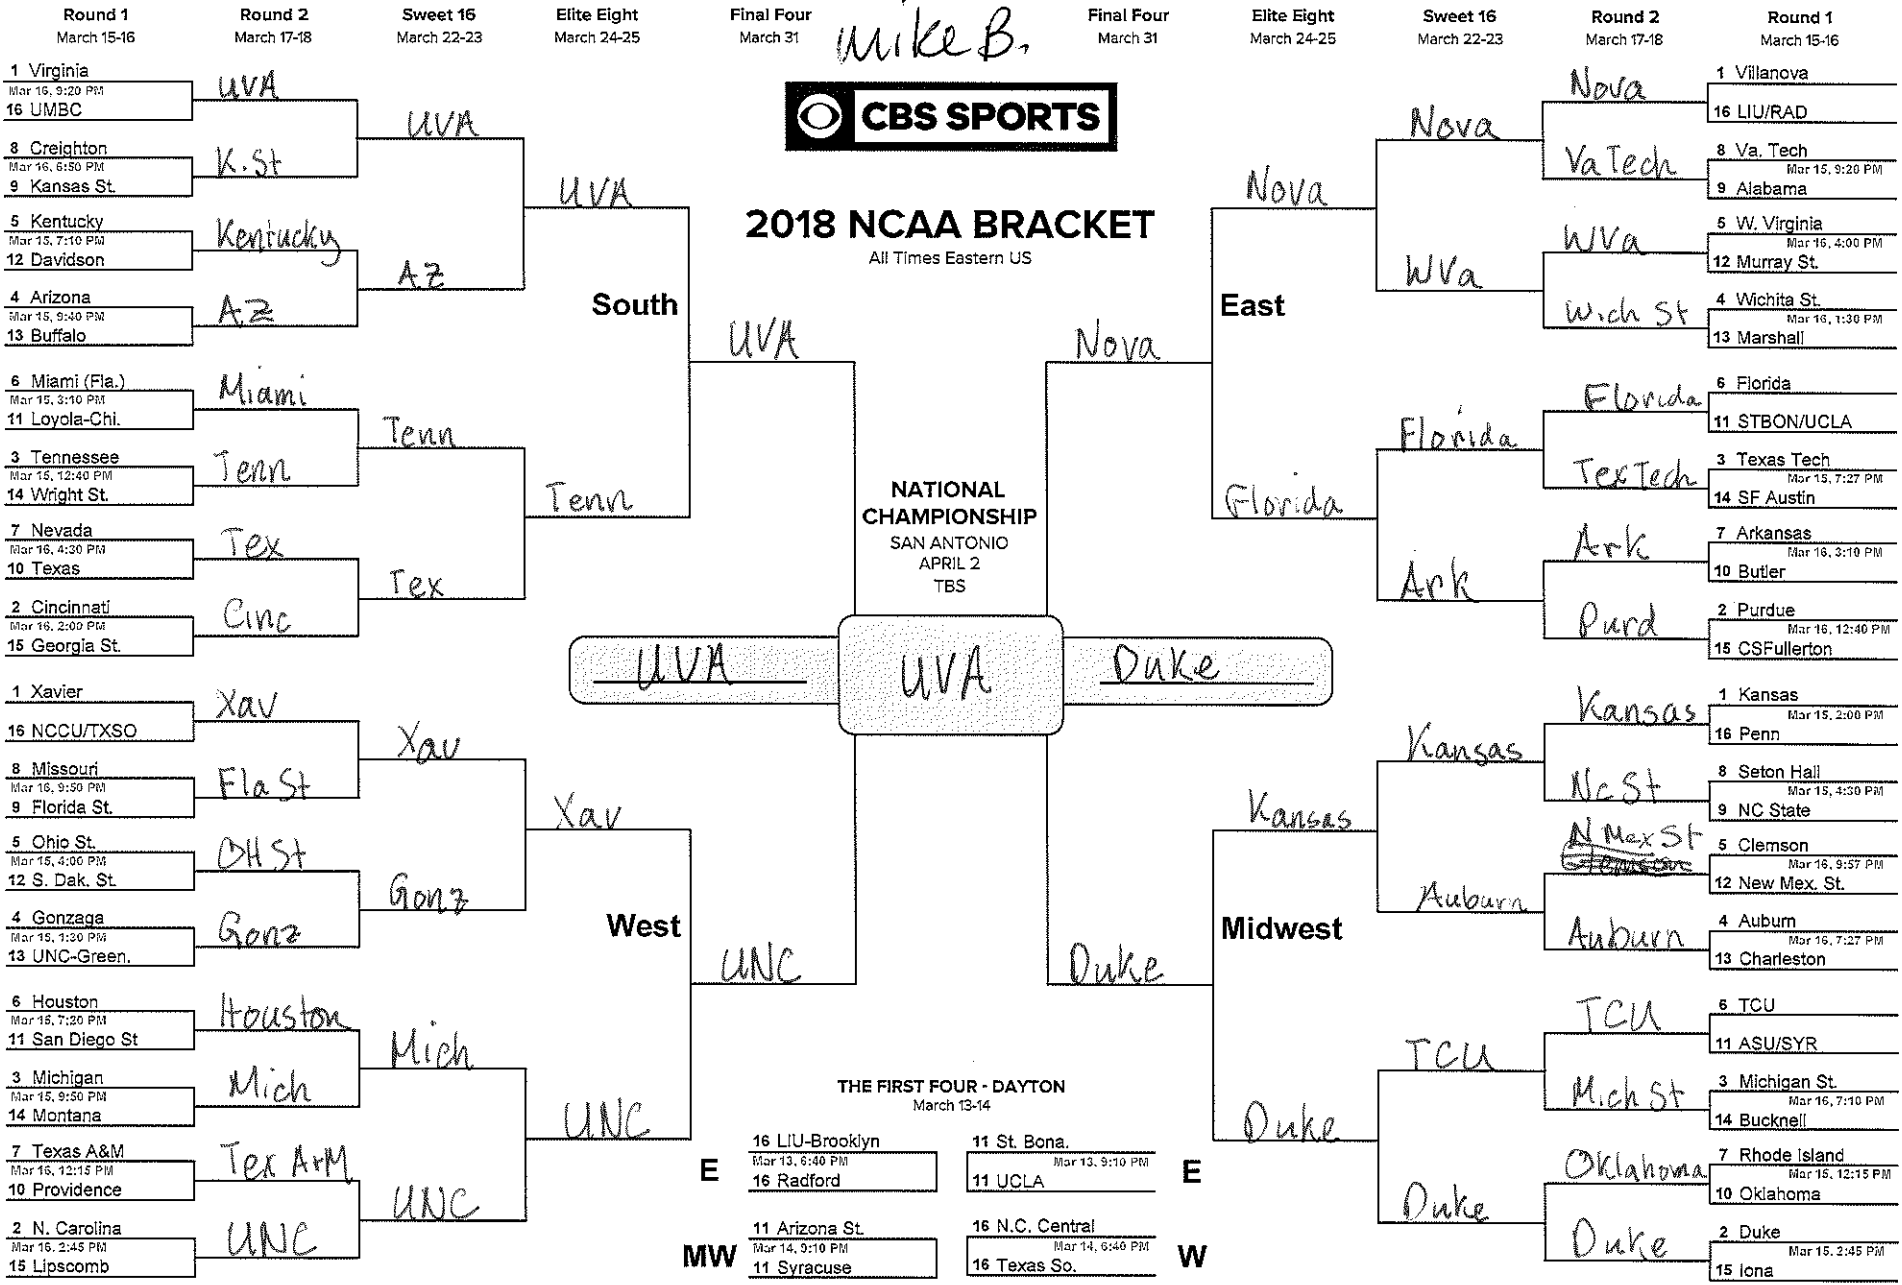 Mike B.
Round 1
March 15-16
Round 2
March 17-18
Sweet 16
March 22-23
Elite Eight
March 24-25
Final Four
March 31
Final Four
March 31
Elite Eight
March 24-25
Sweet 16
March 22-23
Round 2
March 17-18
Round 1
March 15-16
CBS SPORTS
2018 NCAA BRACKET
All Times Eastern US
South
1 Virginia
Mar 16, 9:20 PM
16 UMBC
8 Creighton
Mar 16, 6:50 PM
9 Kansas St.
5 Kentucky
Mar 15, 7:10 PM
12 Davidson
4 Arizona
Mar 15, 9:40 PM
13 Buffalo
6 Miami (Fla.)
Mar 15, 3:10 PM
11 Loyola-Chi.
3 Tennessee
Mar 15, 12:40 PM
14 Wright St.
7 Nevada
Mar 16, 4:30 PM
10 Texas
2 Cincinnati
Mar 16, 2:00 PM
15 Georgia St.
UVA
K.St
Kentucky
AZ
Miami
Tenn
Tex
Cinc
UVA
AZ
Tenn
Tex
UVA
Tenn
UVA
West
1 Xavier
16 NCCU/TXSO
8 Missouri
Mar 16, 9:50 PM
9 Florida St.
5 Ohio St.
Mar 15, 4:00 PM
12 S. Dak. St.
4 Gonzaga
Mar 15, 1:30 PM
13 UNC-Green.
6 Houston
Mar 15, 7:20 PM
11 San Diego St
3 Michigan
Mar 15, 9:50 PM
14 Montana
7 Texas A&M
Mar 16, 12:15 PM
10 Providence
2 N. Carolina
Mar 16, 2:45 PM
15 Lipscomb
Xav
Fla St
OH St
Gonz
Houston
Mich
Tex A+M
UNC
Xav
Gonz
Mich
UNC
Xav
UNC
UNC
NATIONAL
CHAMPIONSHIP
SAN ANTONIO
APRIL 2
TBS
UVA
UVA
Duke
East
1 Villanova
16 LIU/RAD
8 Va. Tech
Mar 15, 9:20 PM
9 Alabama
5 W. Virginia
Mar 16, 4:00 PM
12 Murray St.
4 Wichita St.
Mar 16, 1:30 PM
13 Marshall
6 Florida
11 STBON/UCLA
3 Texas Tech
Mar 15, 7:27 PM
14 SF Austin
7 Arkansas
Mar 16, 3:10 PM
10 Butler
2 Purdue
Mar 16, 12:40 PM
15 CSFullerton
Nova
Va Tech
WVa
Wich St
Florida
Tex Tech
Ark
Purd
Nova
WVa
Florida
Ark
Nova
Florida
Nova
Midwest
1 Kansas
Mar 15, 2:00 PM
16 Penn
8 Seton Hall
Mar 15, 4:30 PM
9 NC State
5 Clemson
Mar 16, 9:57 PM
12 New Mex. St.
4 Auburn
Mar 16, 7:27 PM
13 Charleston
6 TCU
11 ASU/SYR
3 Michigan St.
Mar 16, 7:10 PM
14 Bucknell
7 Rhode Island
Mar 15, 12:15 PM
10 Oklahoma
2 Duke
Mar 15, 2:45 PM
15 Iona
Kansas
Nc St
N Mex St
Clemson
Auburn
TCU
Mich St
Oklahoma
Duke
Kansas
Auburn
TCU
Duke
Kansas
Duke
Duke
THE FIRST FOUR - DAYTON
March 13-14
E
16 LIU-Brooklyn
Mar 13, 6:40 PM
16 Radford
11 St. Bona.
Mar 13, 9:10 PM
11 UCLA
E
MW
11 Arizona St.
Mar 14, 9:10 PM
11 Syracuse
16 N.C. Central
Mar 14, 6:40 PM
16 Texas So.
W